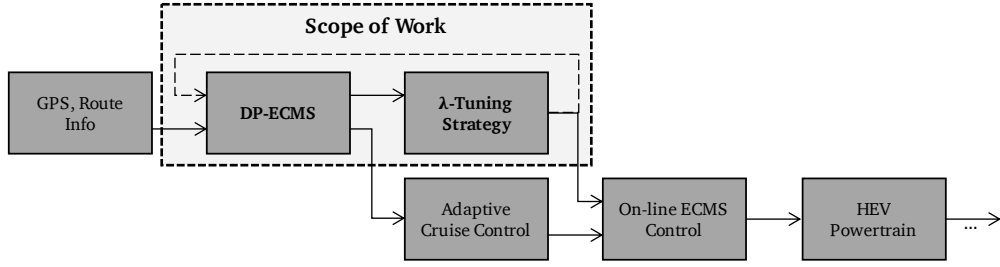 Scope of Work
GPS, Route
Info
DP-ECMS
λ-Tuning
Strategy
Adaptive
Cruise Control
On-line ECMS
Control
HEV
Powertrain
...